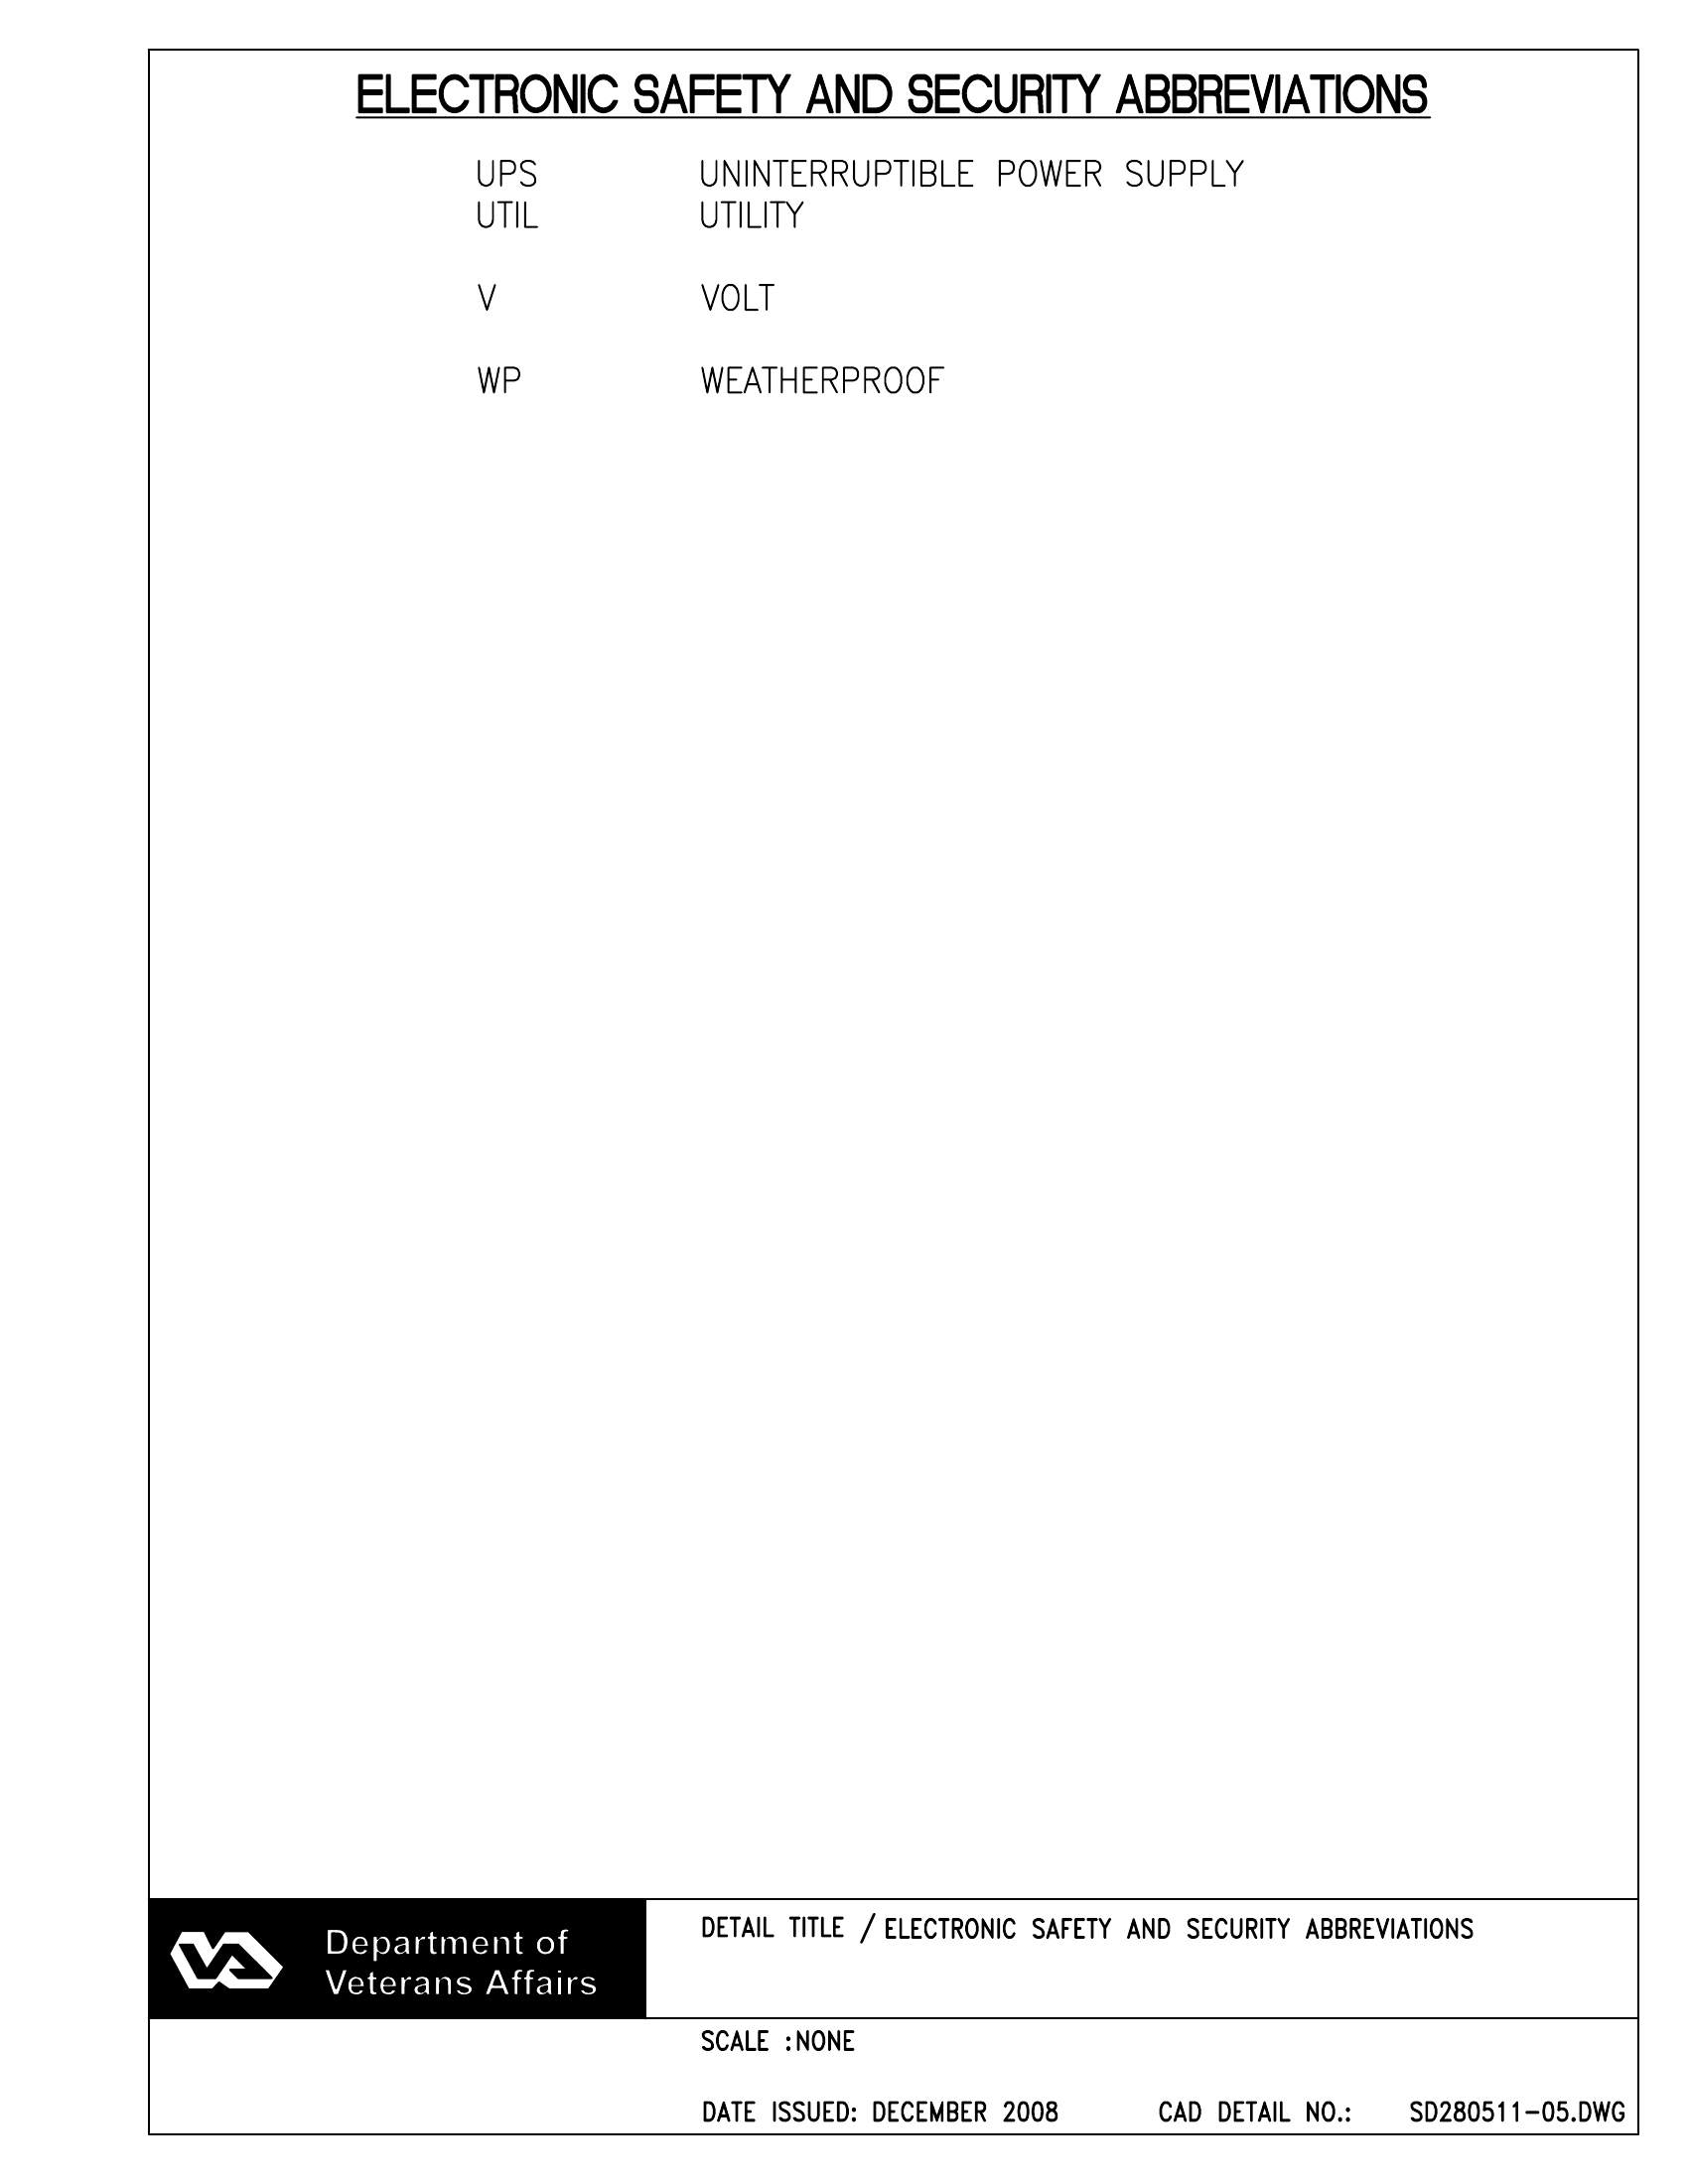 ELECTRONIC SAFETY AND SECURITY ABBREVIATIONS
UPS UNINTERRUPTIBLE POWER SUPPLY
UTIL UTILITY
V VOLT
WP WEATHERPROOF
Department of
Veterans Affairs
DETAIL TITLE / ELECTRONIC SAFETY AND SECURITY ABBREVIATIONS
SCALE :NONE
DATE ISSUED: DECEMBER 2008 CAD DETAIL NO.: SD280511-05.DWG